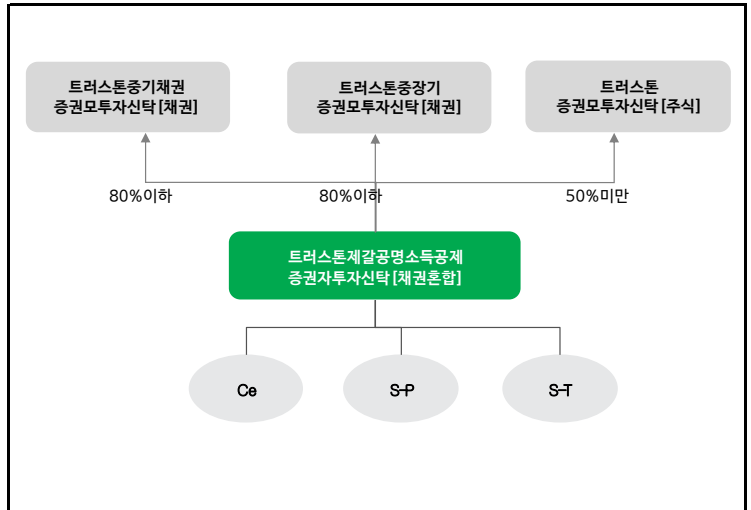 트러스톤중기채권
증권모투자신탁[채권]
트러스톤중장기
증권모투자신탁[채권]
트러스톤
증권모투자신탁[주식]
80%이하
80%이하
50%미만
트러스톤제갈공명소득공제
증권자투자신탁[채권혼합]
Ce
S-P
S-T